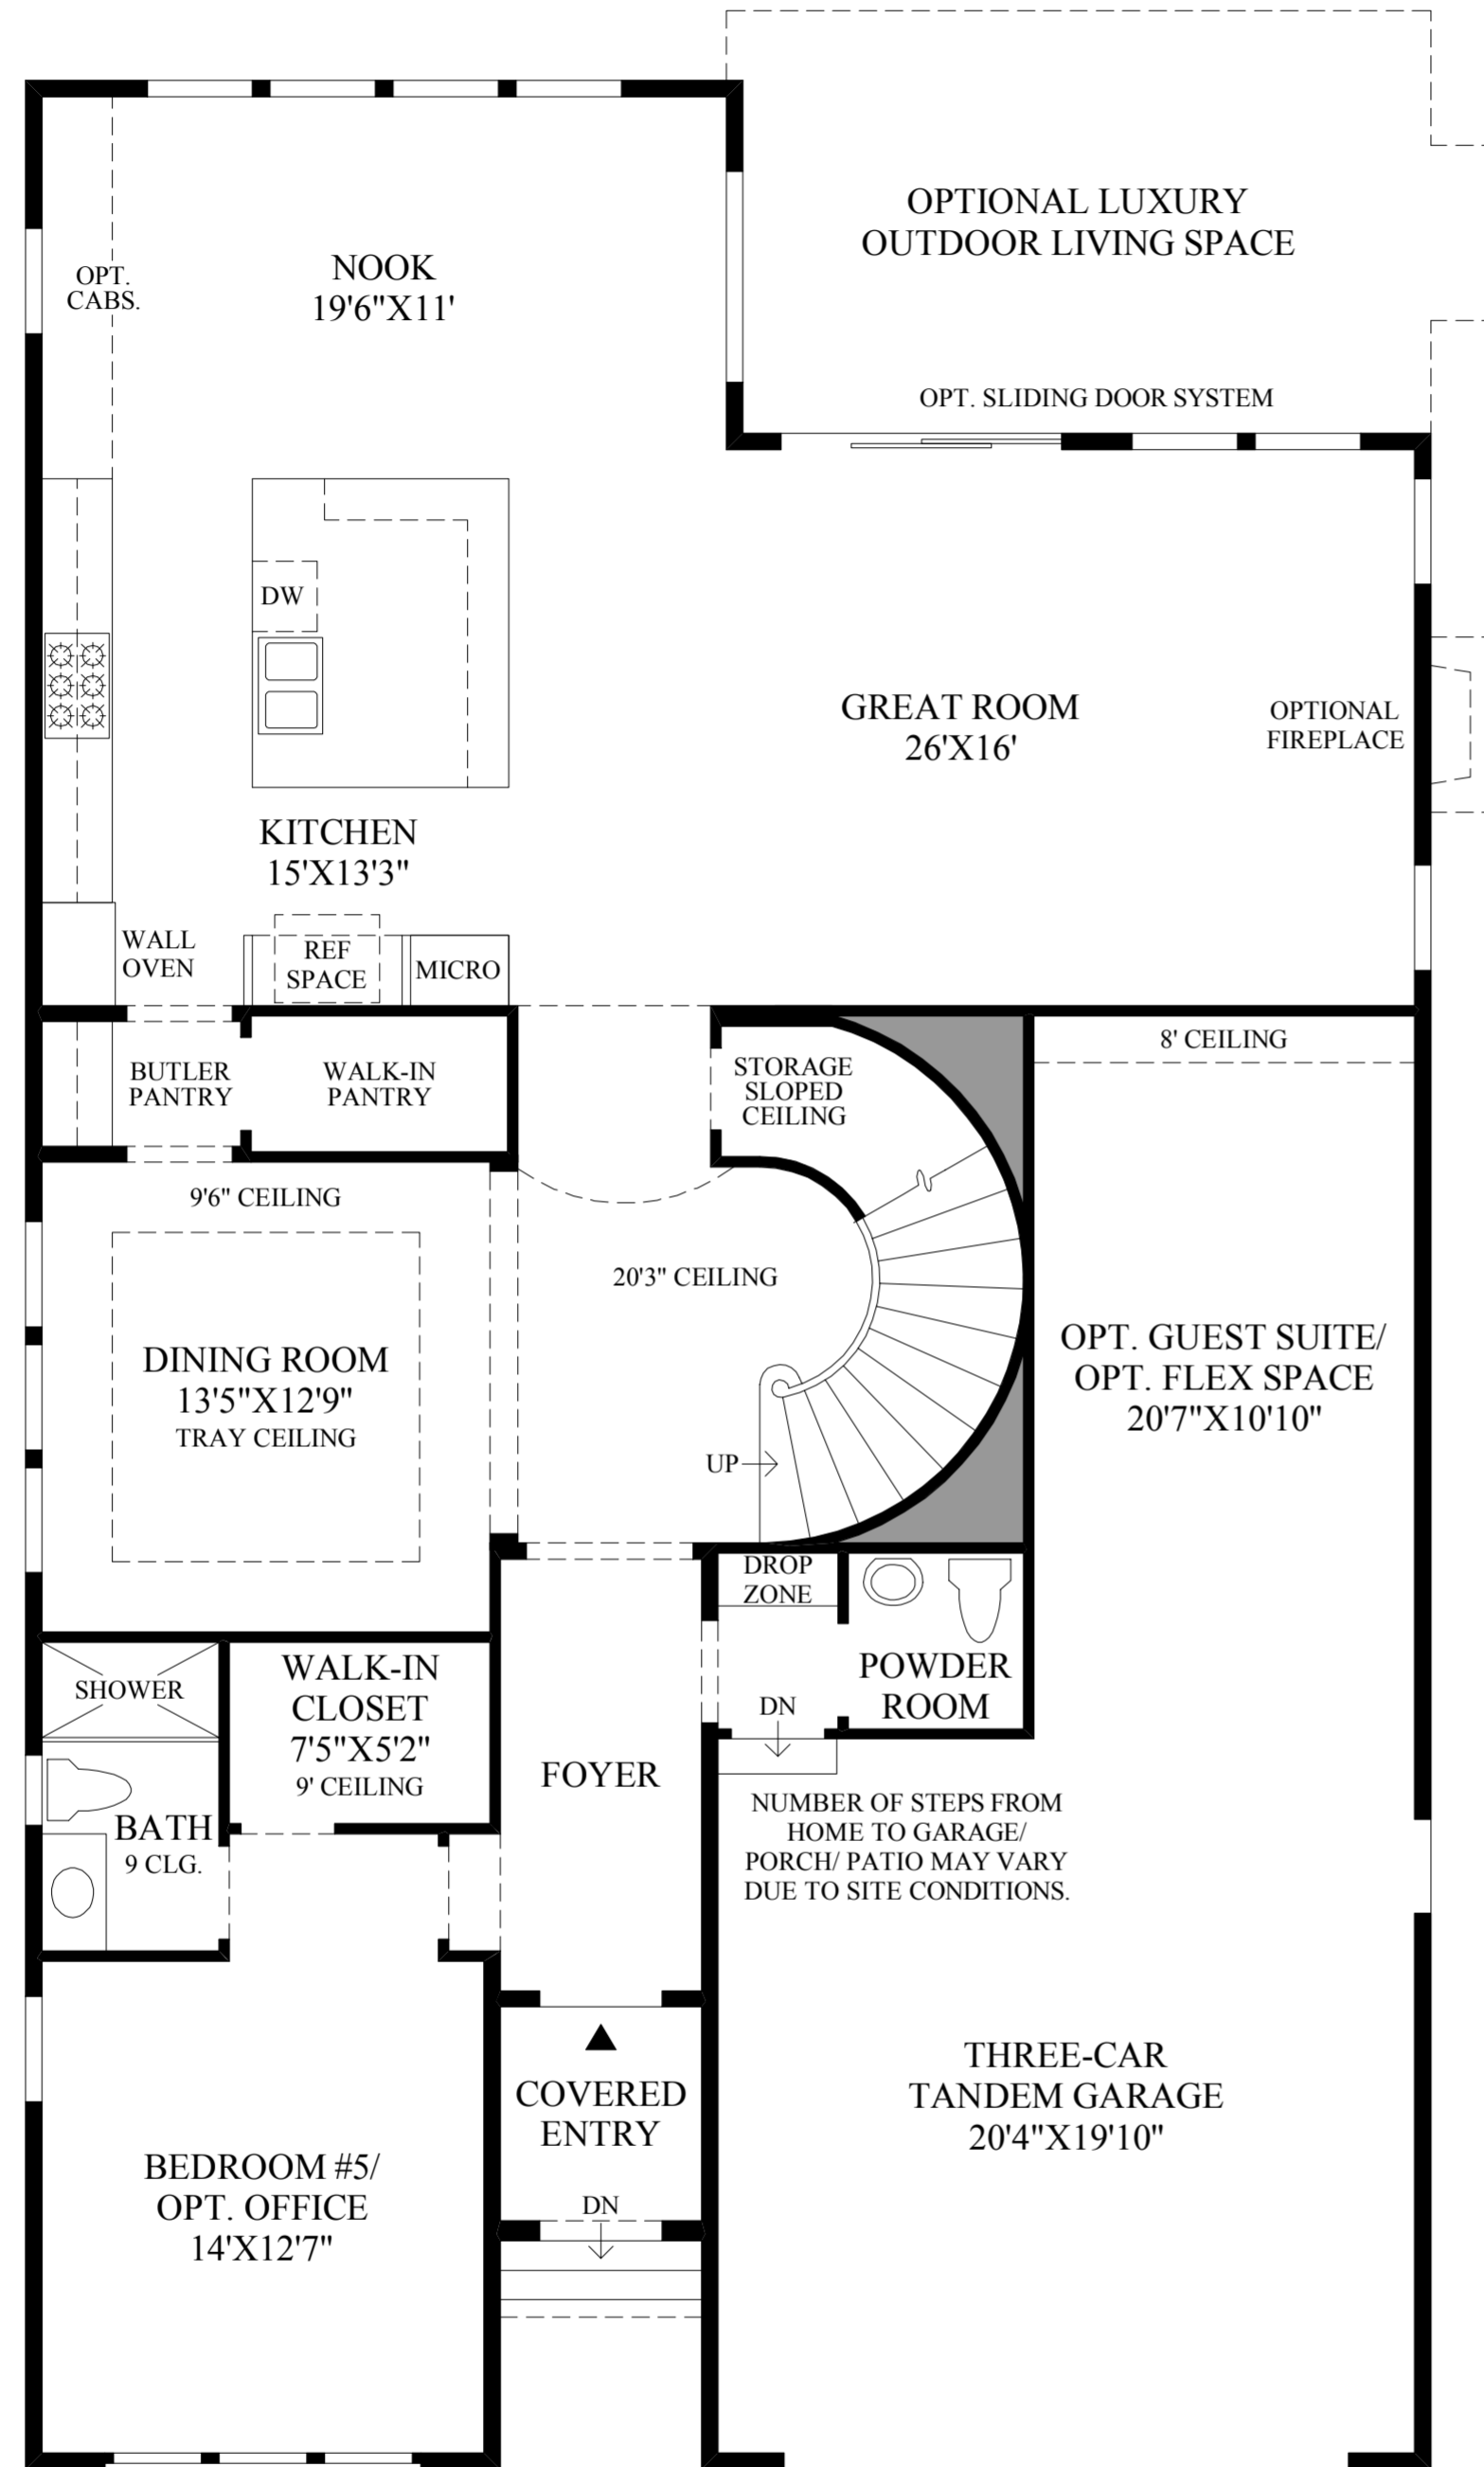 OPTIONAL LUXURY
OUTDOOR LIVING SPACE
OPT.
CABS.
NOOK
19'6"X11'
OPT. SLIDING DOOR SYSTEM
DW
GREAT ROOM
26'X16'
OPTIONAL
FIREPLACE
KITCHEN
15'X13'3"
WALL
OVEN
REF
SPACE
MICRO
BUTLER
PANTRY
WALK-IN
PANTRY
STORAGE
SLOPED
CEILING
8' CEILING
9'6" CEILING
20'3" CEILING
DINING ROOM
13'5"X12'9"
TRAY CEILING
OPT. GUEST SUITE/
OPT. FLEX SPACE
20'7"X10'10"
UP
DROP
ZONE
SHOWER
WALK-IN
CLOSET
7'5"X5'2"
9' CEILING
POWDER
ROOM
DN
FOYER
BATH
9 CLG.
NUMBER OF STEPS FROM
HOME TO GARAGE/
PORCH/ PATIO MAY VARY
DUE TO SITE CONDITIONS.
COVERED
ENTRY
THREE-CAR
TANDEM GARAGE
20'4"X19'10"
BEDROOM #5/
OPT. OFFICE
14'X12'7"
DN